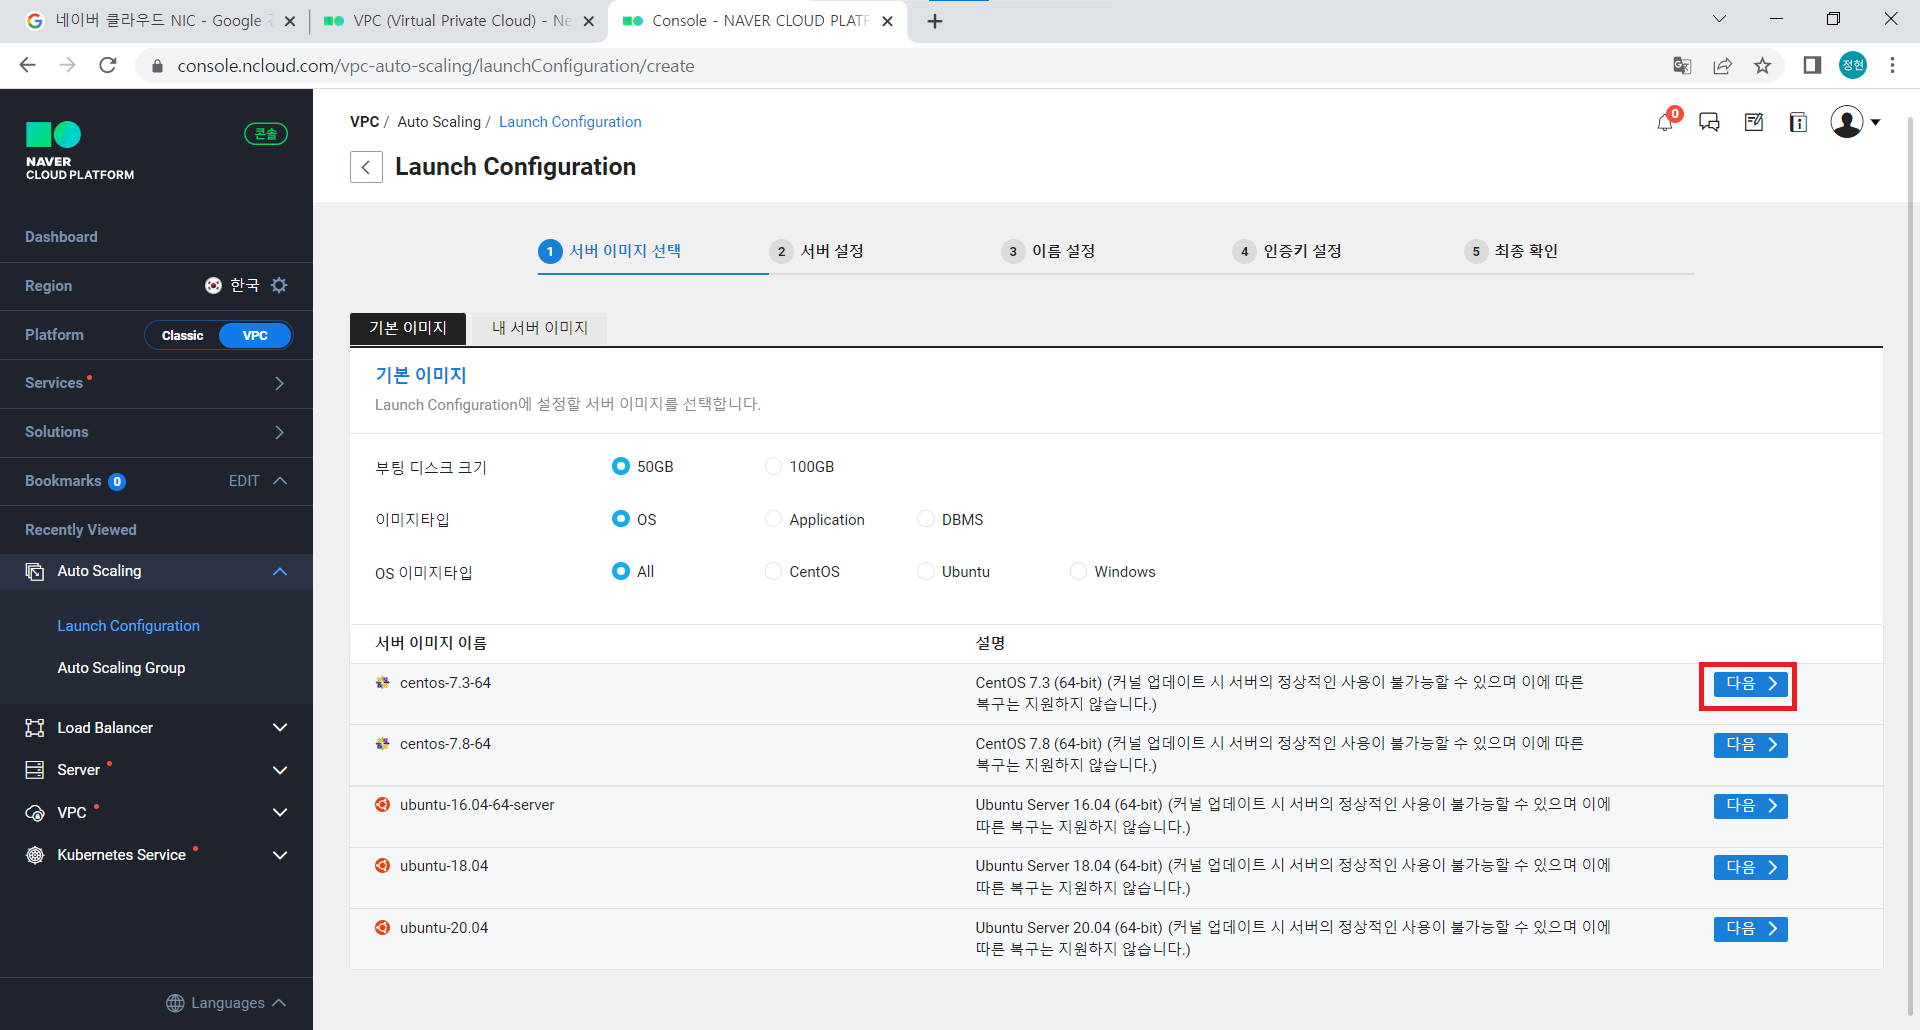 네이버 클라우드 NIC - Google
VPC (Virtual Private Cloud) - Ne
Console - NAVER CLOUD PLATF
console.ncloud.com/vpc-auto-scaling/launchConfiguration/create
정현
NAVER
CLOUD PLATFORM
콘솔
Dashboard
Region
한국
Platform
Classic
VPC
Services
Solutions
Bookmarks 0 EDIT
Recently Viewed
Auto Scaling
Launch Configuration
Auto Scaling Group
Load Balancer
Server
VPC
Kubernetes Service
Languages
VPC / Auto Scaling / Launch Configuration
0
Launch Configuration
1 서버 이미지 선택
2 서버 설정
3 이름 설정
4 인증키 설정
5 최종 확인
기본 이미지
내 서버 이미지
기본 이미지
Launch Configuration에 설정할 서버 이미지를 선택합니다.
부팅 디스크 크기 50GB 100GB
이미지타입 OS Application DBMS
OS 이미지타입 All CentOS Ubuntu Windows
서버 이미지 이름 설명
centos-7.3-64
CentOS 7.3 (64-bit) (커널 업데이트 시 서버의 정상적인 사용이 불가능할 수 있으며 이에 따른
복구는 지원하지 않습니다.)
다음
centos-7.8-64
CentOS 7.8 (64-bit) (커널 업데이트 시 서버의 정상적인 사용이 불가능할 수 있으며 이에 따른
복구는 지원하지 않습니다.)
다음
ubuntu-16.04-64-server
Ubuntu Server 16.04 (64-bit) (커널 업데이트 시 서버의 정상적인 사용이 불가능할 수 있으며 이에
따른 복구는 지원하지 않습니다.)
다음
ubuntu-18.04
Ubuntu Server 18.04 (64-bit) (커널 업데이트 시 서버의 정상적인 사용이 불가능할 수 있으며 이에
따른 복구는 지원하지 않습니다.)
다음
ubuntu-20.04
Ubuntu Server 20.04 (64-bit) (커널 업데이트 시 서버의 정상적인 사용이 불가능할 수 있으며 이에
따른 복구는 지원하지 않습니다.)
다음